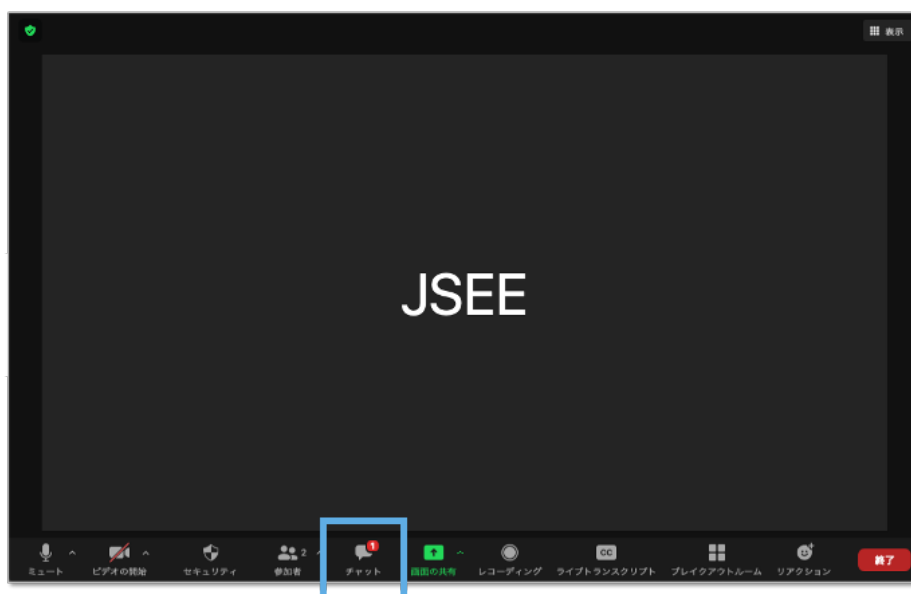 表示
JSEE
2
1
CC
ミュート
ビデオの開始
セキュリティ
参加者
チャット
画面の共有
レコーディング
ライブトランスクリプト
ブレイクアウトルーム
リアクション
終了